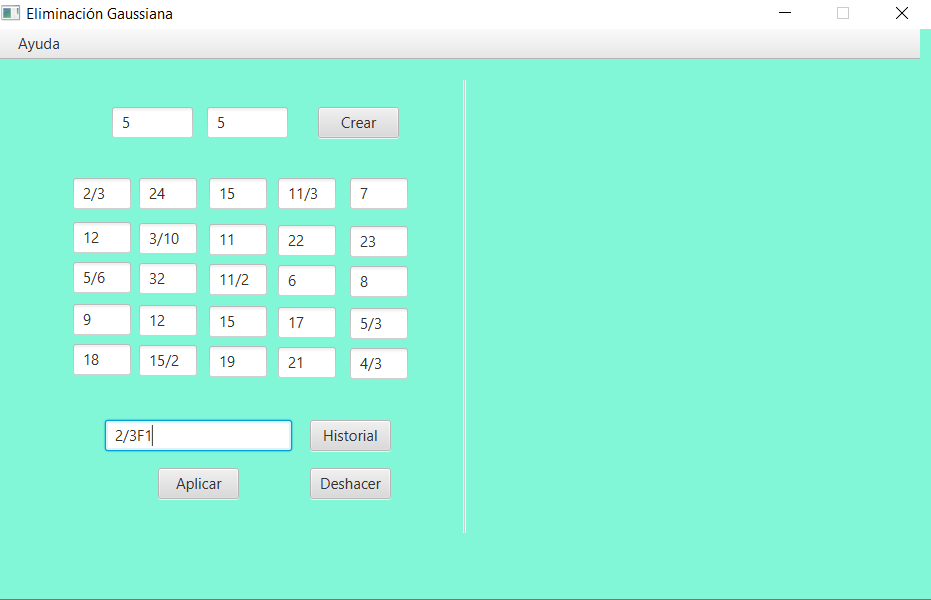 Eliminación Gaussiana
Ayuda
5 5 Crear
2/3 24 15 11/3 7
12 3/10 11 22 23
5/6 32 11/2 6 8
9 12 15 17 5/3
18 15/2 19 21 4/3
2/3F1 Historial
Aplicar Deshacer